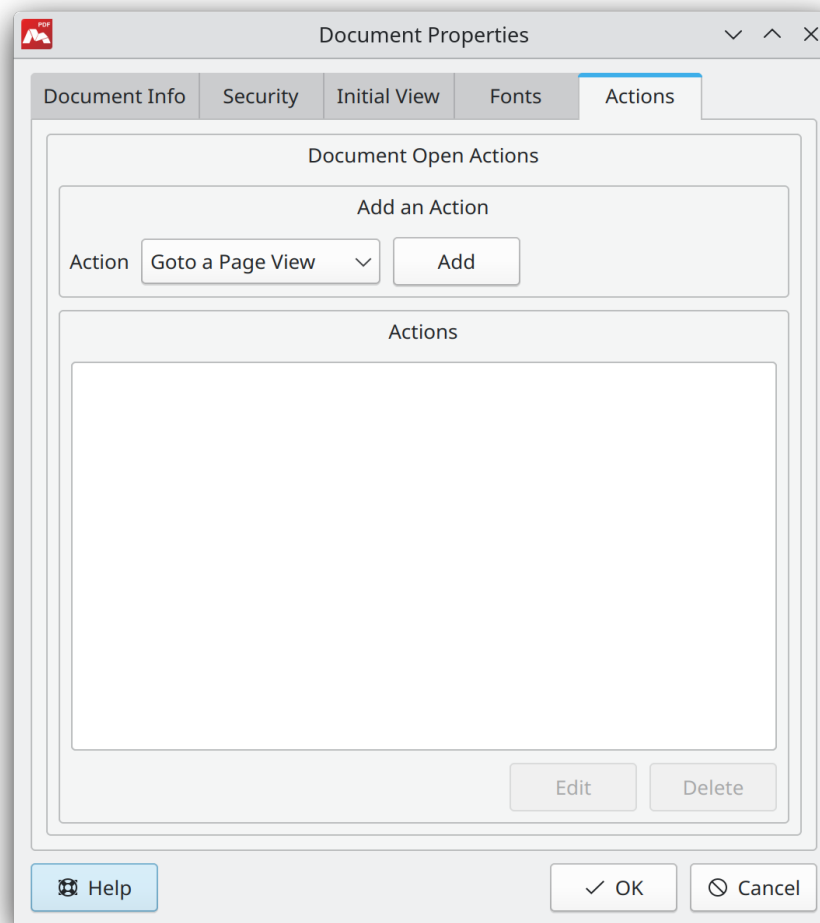 PDF
Document Properties
Document Info Security Initial View Fonts Actions
Document Open Actions
Add an Action
Action Goto a Page View Add
Actions
Edit Delete
Help OK Cancel